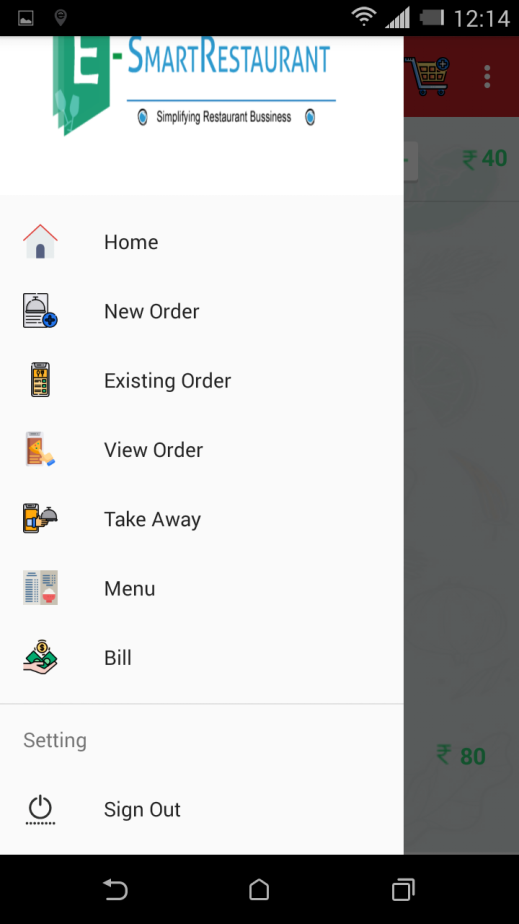 12:14
E-SMARTRESTAURANT
Simplifying Restaurant Bussiness
₹ 40
Home
New Order
Existing Order
View Order
Take Away
Menu
Bill
₹ 80
Setting
Sign Out